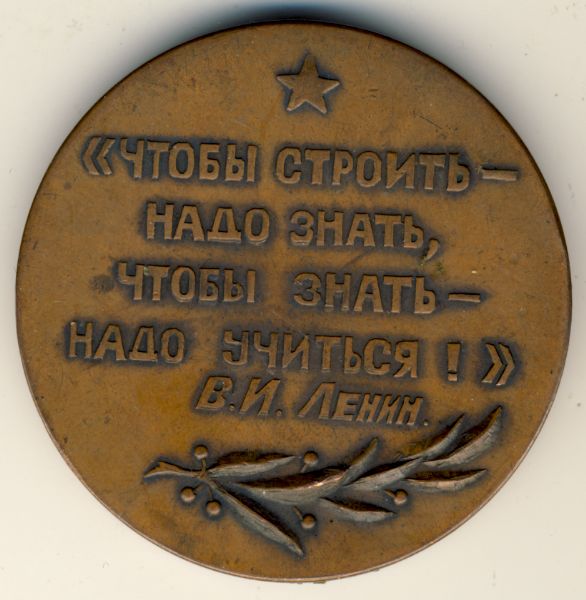 «ЧТОБЫ СТРОИТЬ –
НАДО ЗНАТЬ,
ЧТОБЫ ЗНАТЬ –
НАДО УЧИТЬСЯ ! »
В.И. ЛЕНИН.